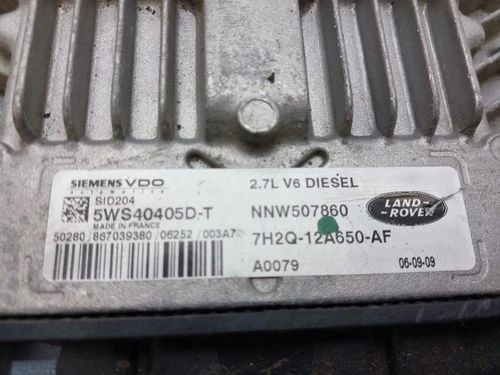 SIEMENS VDO
Automotive
SID204
5WS40405D-T
MADE IN FRANCE
50280 / 867039380 / 06252 / 003A7
2.7L V6 DIESEL
NNW507860
7H2Q-12A650-AF
A0079
06-09-09
LAND-
-ROVER